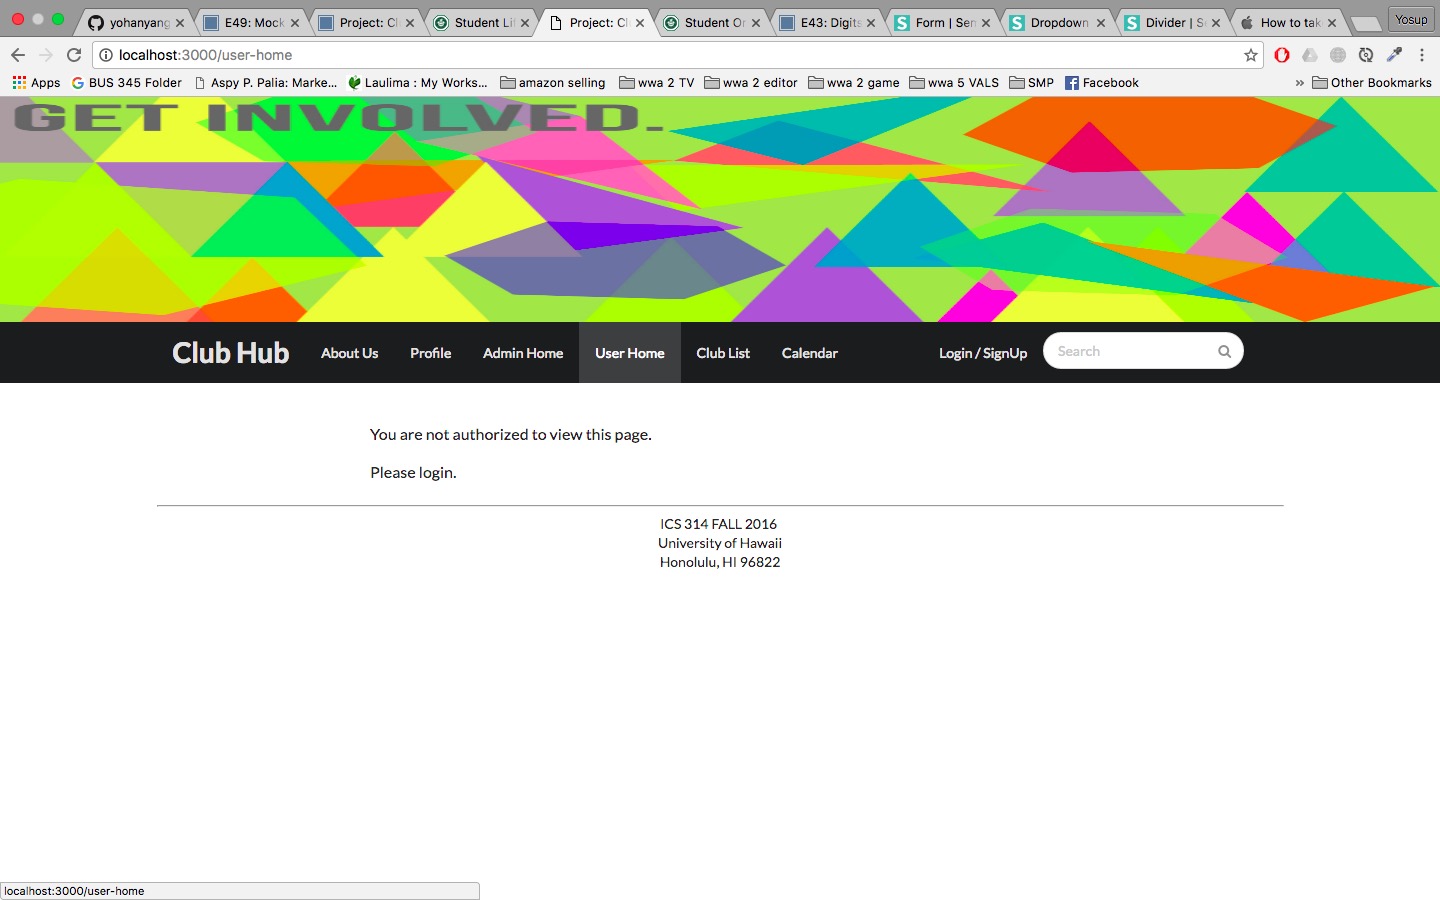 yohanyang
E49: Mock
Project: Cl
Student Li
Project: Cl
Student Or
E43: Digits
Form | Sem
Dropdown
Divider | S
How to tak
Yosup
localhost:3000/user-home
Apps
BUS 345 Folder
Aspy P. Palia: Marke...
Laulima : My Works...
amazon selling
wwa 2 TV
wwa 2 editor
wwa 2 game
wwa 5 VALS
SMP
Facebook
»
Other Bookmarks
GET INVOLVED.
Club Hub
About Us
Profile
Admin Home
User Home
Club List
Calendar
Login / SignUp
Search
You are not authorized to view this page.
Please login.
ICS 314 FALL 2016
University of Hawaii
Honolulu, HI 96822
localhost:3000/user-home